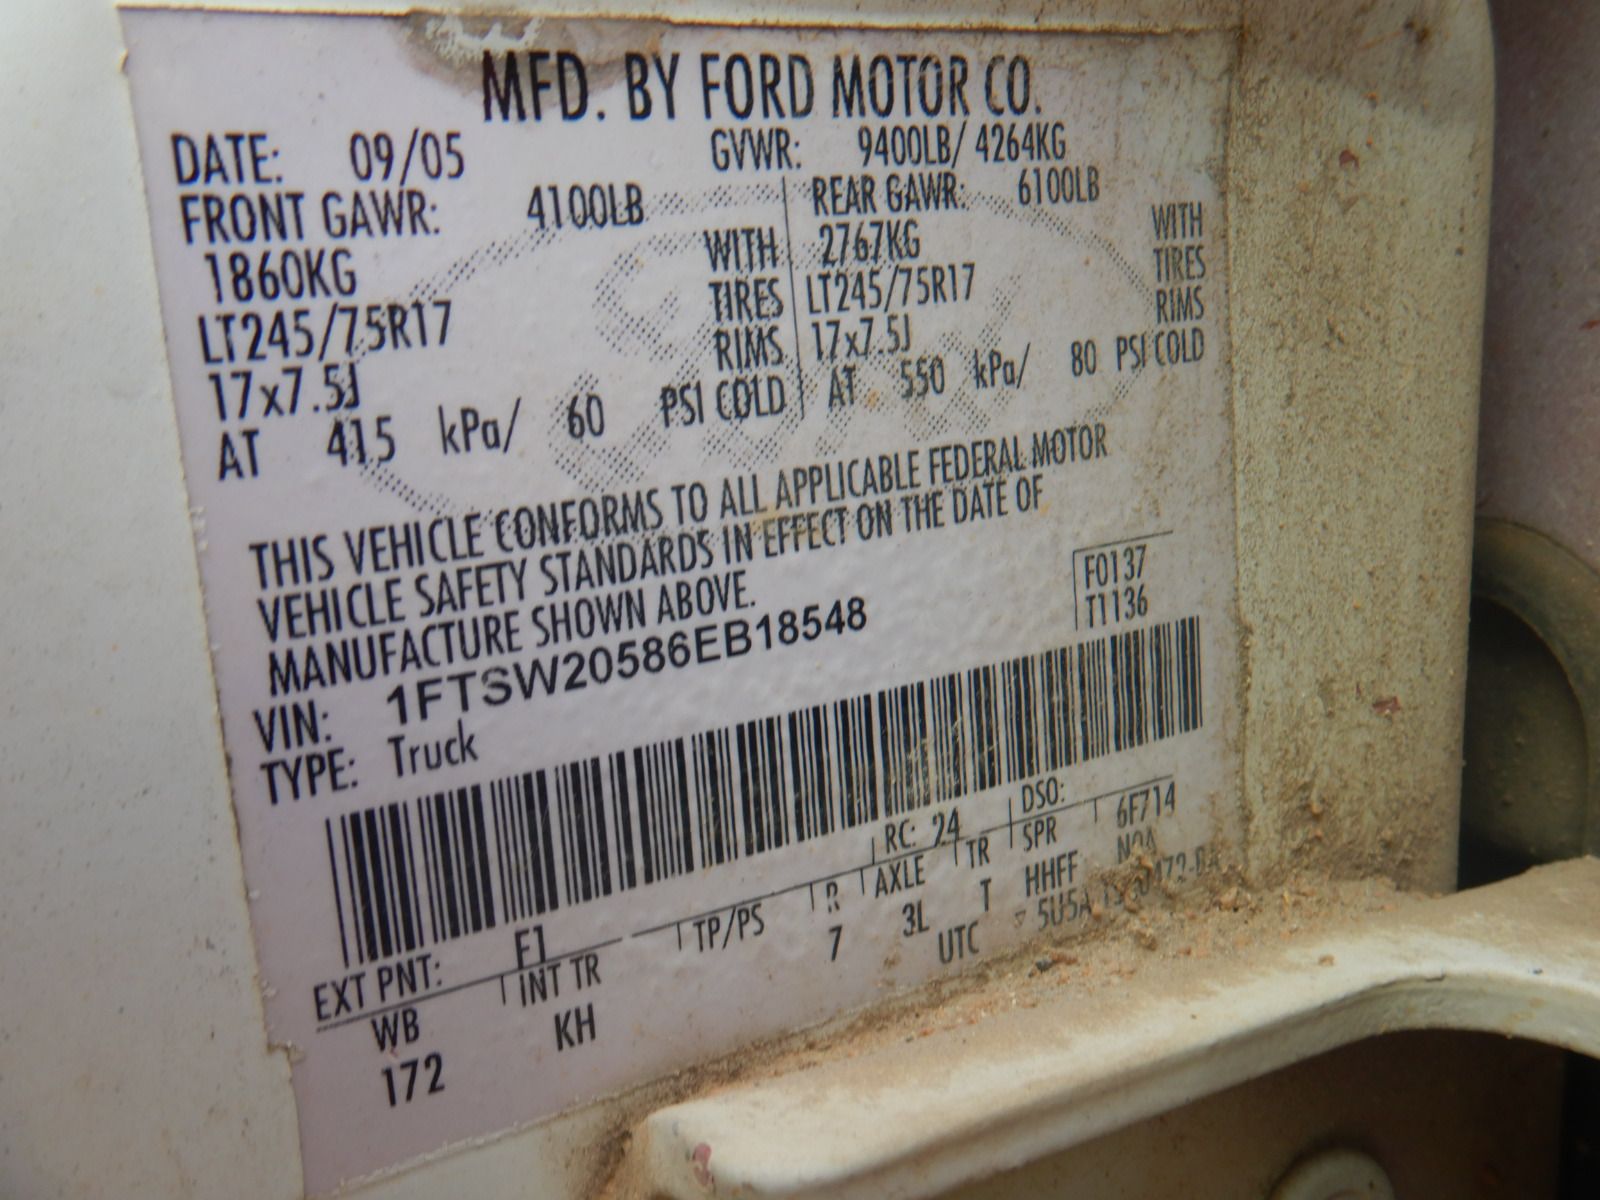 MFD. BY FORD MOTOR CO.
DATE: 09/05 GVWR: 9400LB/ 4264KG
FRONT GAWR: 4100LB REAR GAWR: 6100LB
1860KG WITH 2767KG WITH
LT245/75R17 TIRES LT245/75R17 TIRES
17x7.5J RIMS 17x7.5J RIMS
AT 415 kPa/ 60 PSI COLD AT 550 kPa/ 80 PSI COLD
THIS VEHICLE CONFORMS TO ALL APPLICABLE FEDERAL MOTOR
VEHICLE SAFETY STANDARDS IN EFFECT ON THE DATE OF
MANUFACTURE SHOWN ABOVE.
F0137
T1136
VIN: 1FTSW20586EB18548
TYPE: Truck
EXT PNT: F1 RC: 24 DSO:
WB INT TR TP/PS R AXLE TR SPR 6F714
172 KH 7 3L T HHFF N0A
UTC